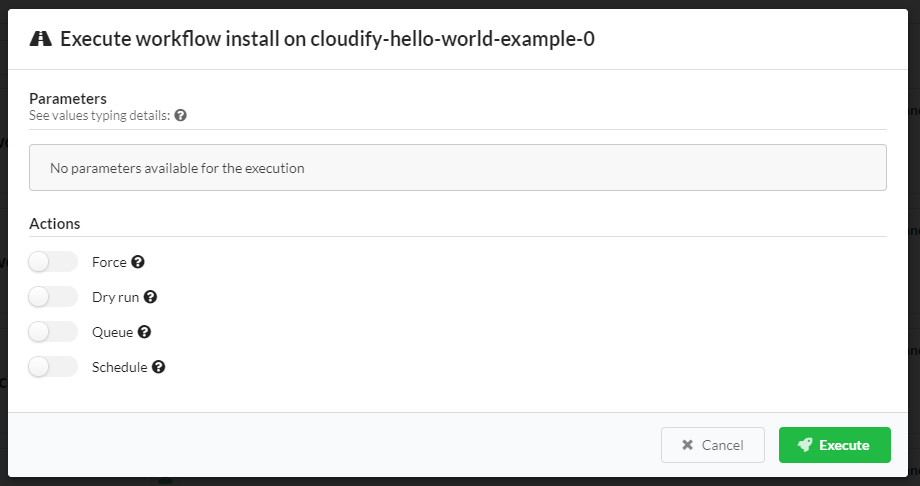 Execute workflow install on cloudify-hello-world-example-0
Parameters
See values typing details:
No parameters available for the execution
Actions
Force
Dry run
Queue
Schedule
Cancel
Execute